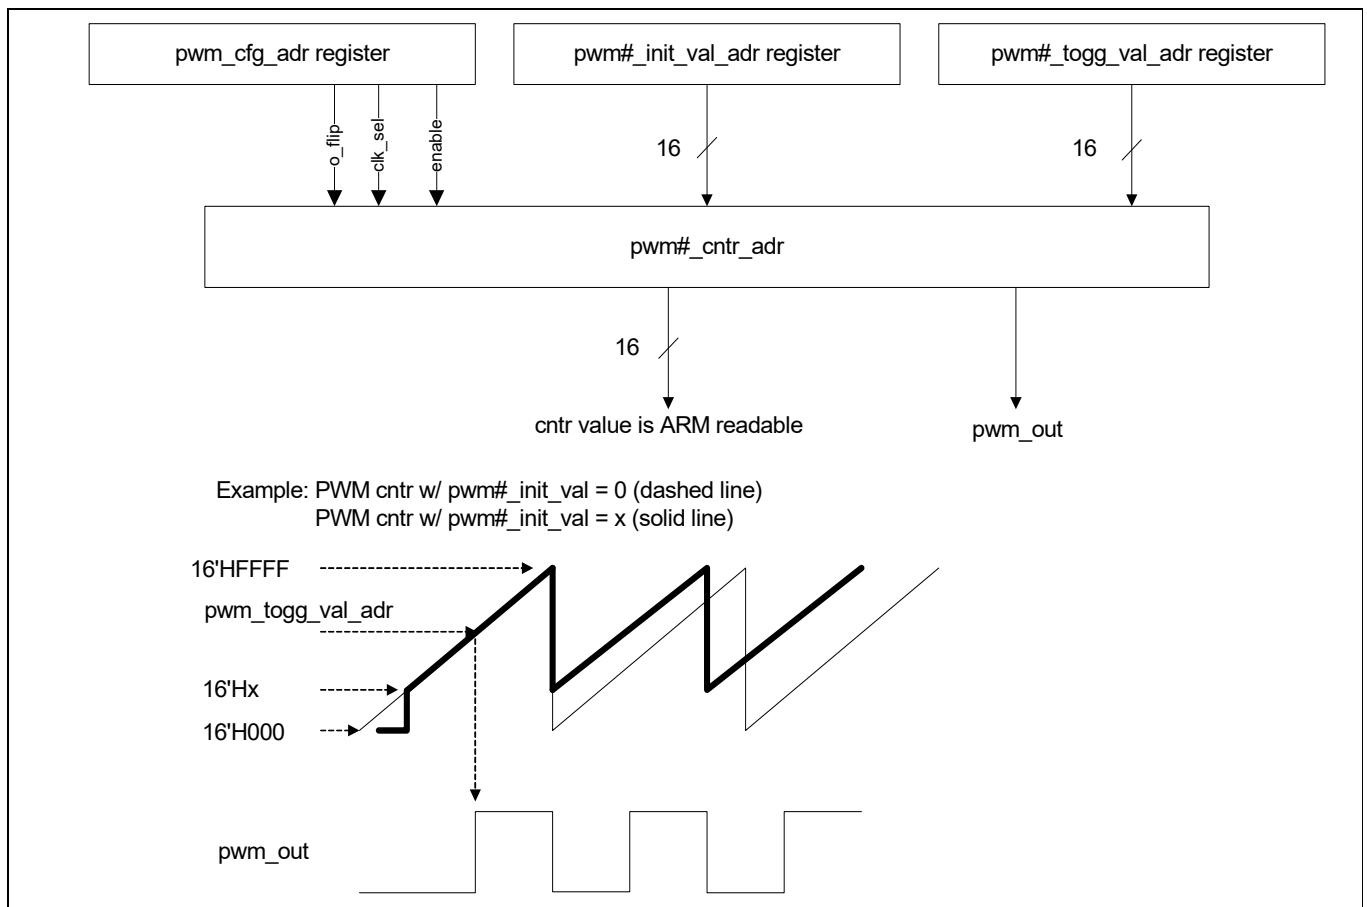 pwm_cfg_adr register
pwm#_init_val_adr register
pwm#_togg_val_adr register
o_flip
clk_sel
enable
16
16
pwm#_cntr_adr
16
cntr value is ARM readable
pwm_out
Example: PWM cntr w/ pwm#_init_val = 0 (dashed line)
PWM cntr w/ pwm#_init_val = x (solid line)
16'HFFFF
pwm_togg_val_adr
16'Hx
16'H000
pwm_out